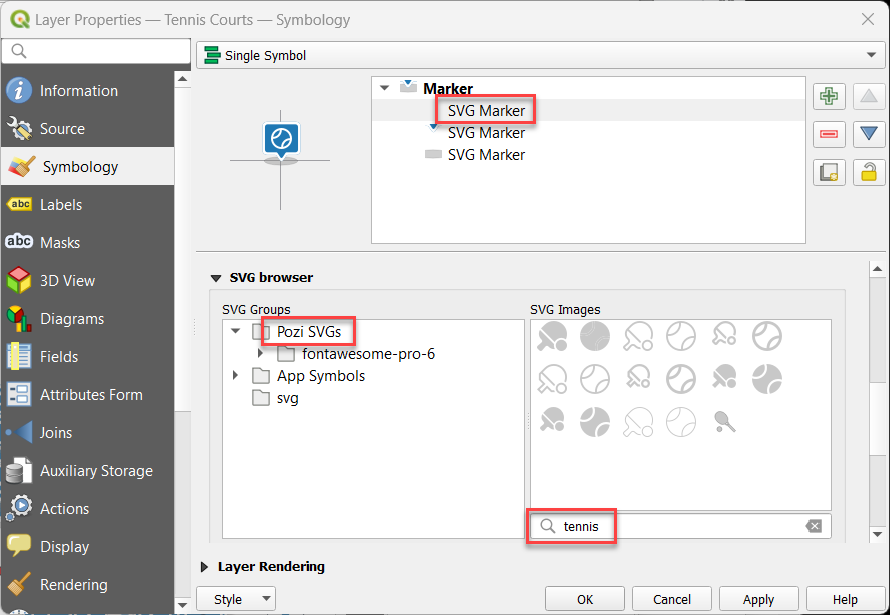 Layer Properties — Tennis Courts — Symbology
Single Symbol
Information
Source
Symbology
abc Labels
abc Masks
3D View
Diagrams
Fields
Attributes Form
Joins
Auxiliary Storage
Actions
Display
Rendering
Marker
SVG Marker
SVG Marker
SVG Marker
SVG browser
SVG Groups
Pozi SVGs
fontawesome-pro-6
App Symbols
svg
SVG Images
tennis
Layer Rendering
Style
OK
Cancel
Apply
Help